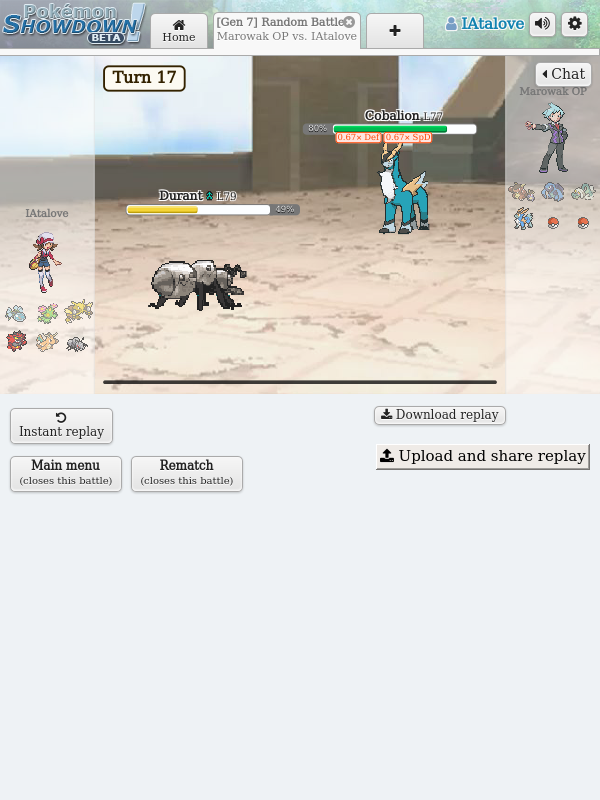 Pokémon
SHOWDOWN!
BETA
Home
[Gen 7] Random Battle
Marowak OP vs. IAtalove
IAtalove
Turn 17
Chat
Marowak OP
Cobalion L77
80%
0.67× Def 0.67× SpD
Durant L79
49%
IAtalove
Instant replay
Download replay
Main menu
(closes this battle)
Rematch
(closes this battle)
Upload and share replay